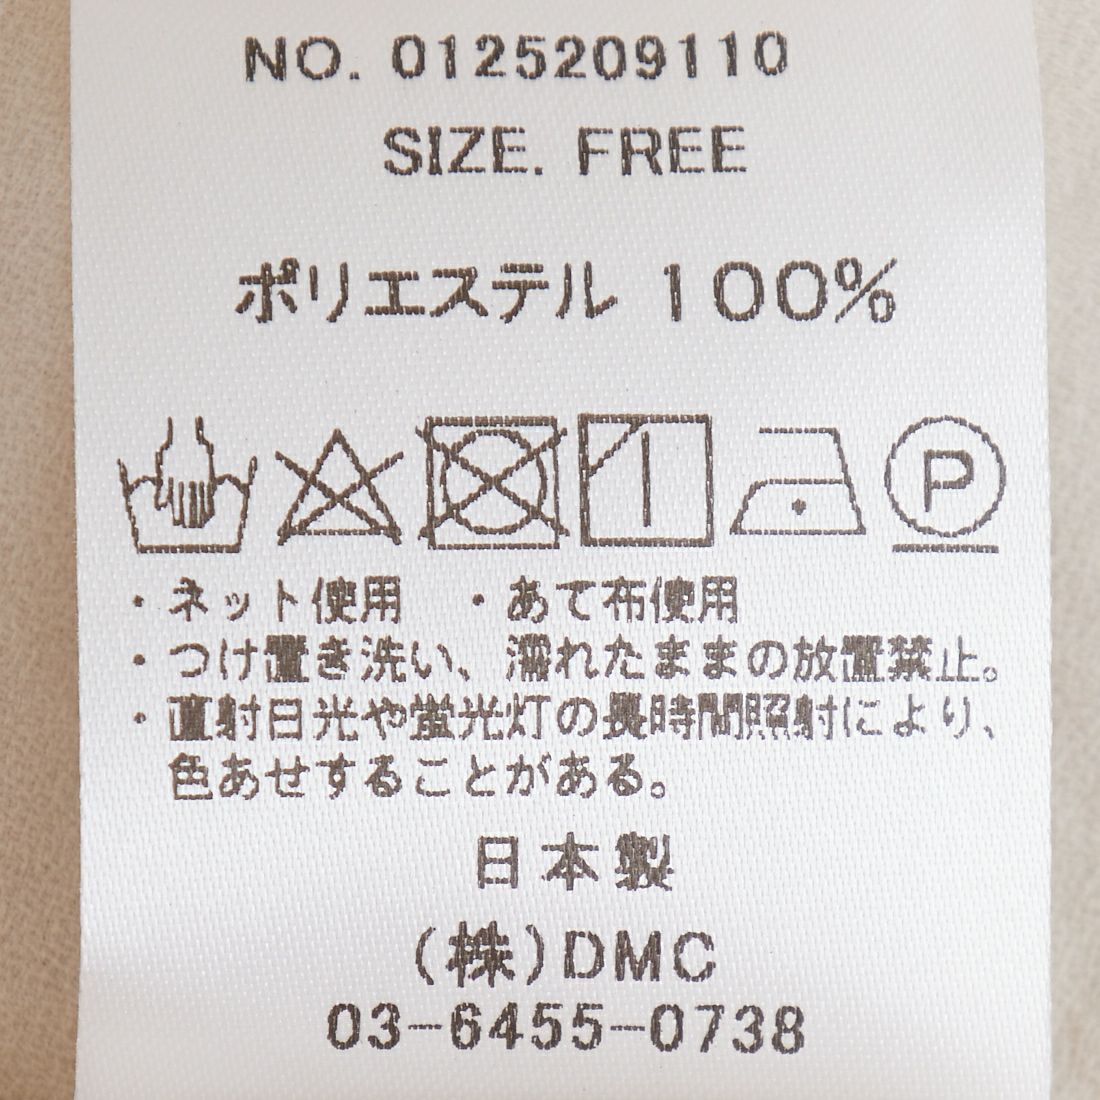 NO. 0125209110
SIZE. FREE
ポリエステル 100%
P
・ネット使用 ・あて布使用
・つけ置き洗い、濡れたままの放置禁止。
・直射日光や蛍光灯の長時間照射により、
色あせすることがある。
日本製
(株)DMC
03-6455-0738